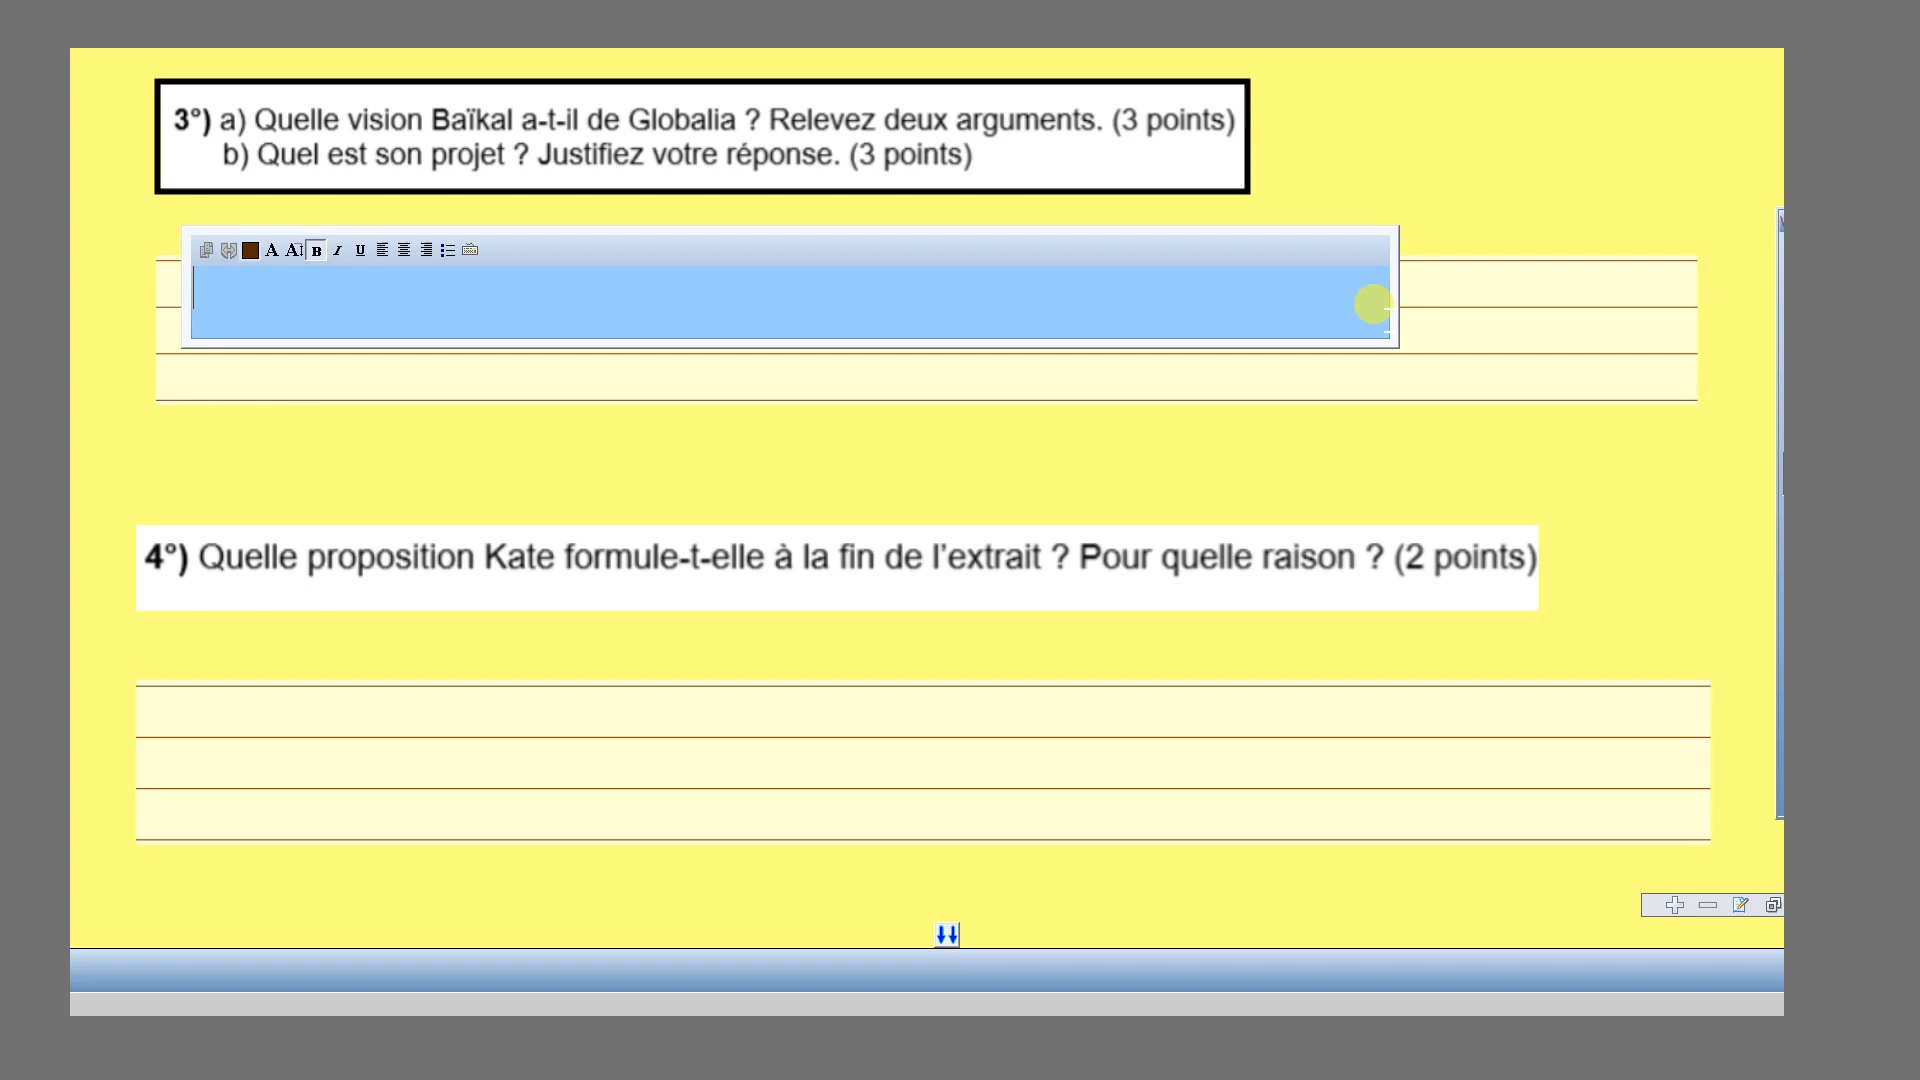 3°) a) Quelle vision Baïkal a-t-il de Globalia ? Relevez deux arguments. (3 points)
b) Quel est son projet ? Justifiez votre réponse. (3 points)
A A B I U
4°) Quelle proposition Kate formule-t-elle à la fin de l'extrait ? Pour quelle raison ? (2 points)